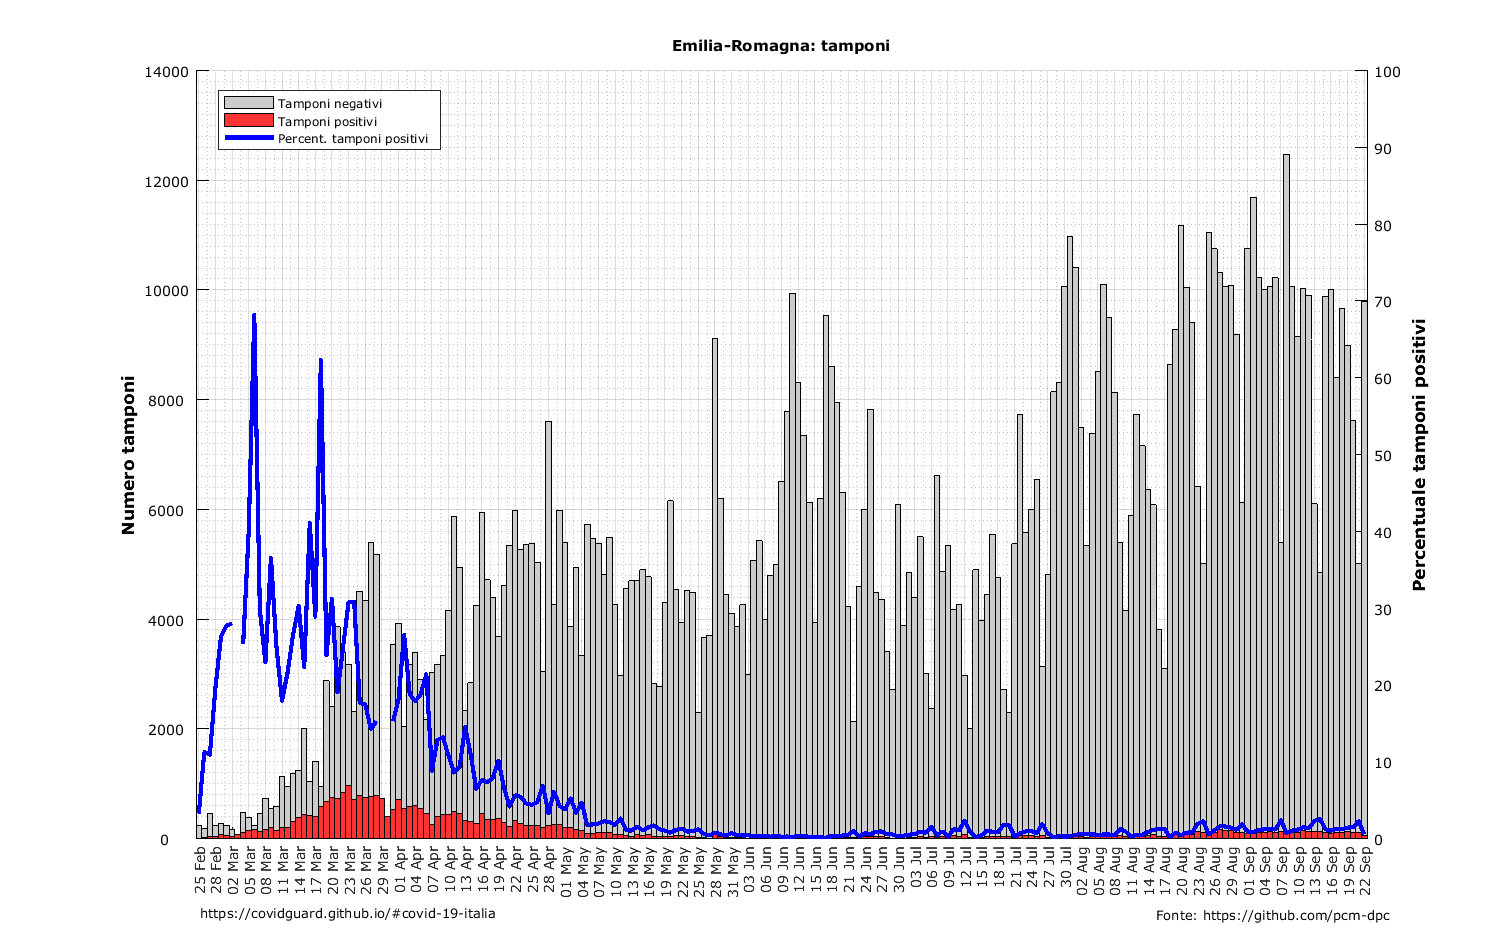 Emilia-Romagna: tamponi
14000
12000
10000
8000
6000
4000
2000
0
Numero tamponi
Tamponi negativi
Tamponi positivi
Percent. tamponi positivi
100
90
80
70
60
50
40
30
20
10
0
Percentuale tamponi positivi
25 Feb
28 Feb
02 Mar
05 Mar
08 Mar
11 Mar
14 Mar
17 Mar
20 Mar
23 Mar
26 Mar
29 Mar
01 Apr
04 Apr
07 Apr
10 Apr
13 Apr
16 Apr
19 Apr
22 Apr
25 Apr
28 Apr
01 May
04 May
07 May
10 May
13 May
16 May
19 May
22 May
25 May
28 May
31 May
03 Jun
06 Jun
09 Jun
12 Jun
15 Jun
18 Jun
21 Jun
24 Jun
27 Jun
30 Jun
03 Jul
06 Jul
09 Jul
12 Jul
15 Jul
18 Jul
21 Jul
24 Jul
27 Jul
30 Jul
02 Aug
05 Aug
08 Aug
11 Aug
14 Aug
17 Aug
20 Aug
23 Aug
26 Aug
29 Aug
01 Sep
04 Sep
07 Sep
10 Sep
13 Sep
16 Sep
19 Sep
22 Sep
https://covidguard.github.io/#covid-19-italia
Fonte: https://github.com/pcm-dpc